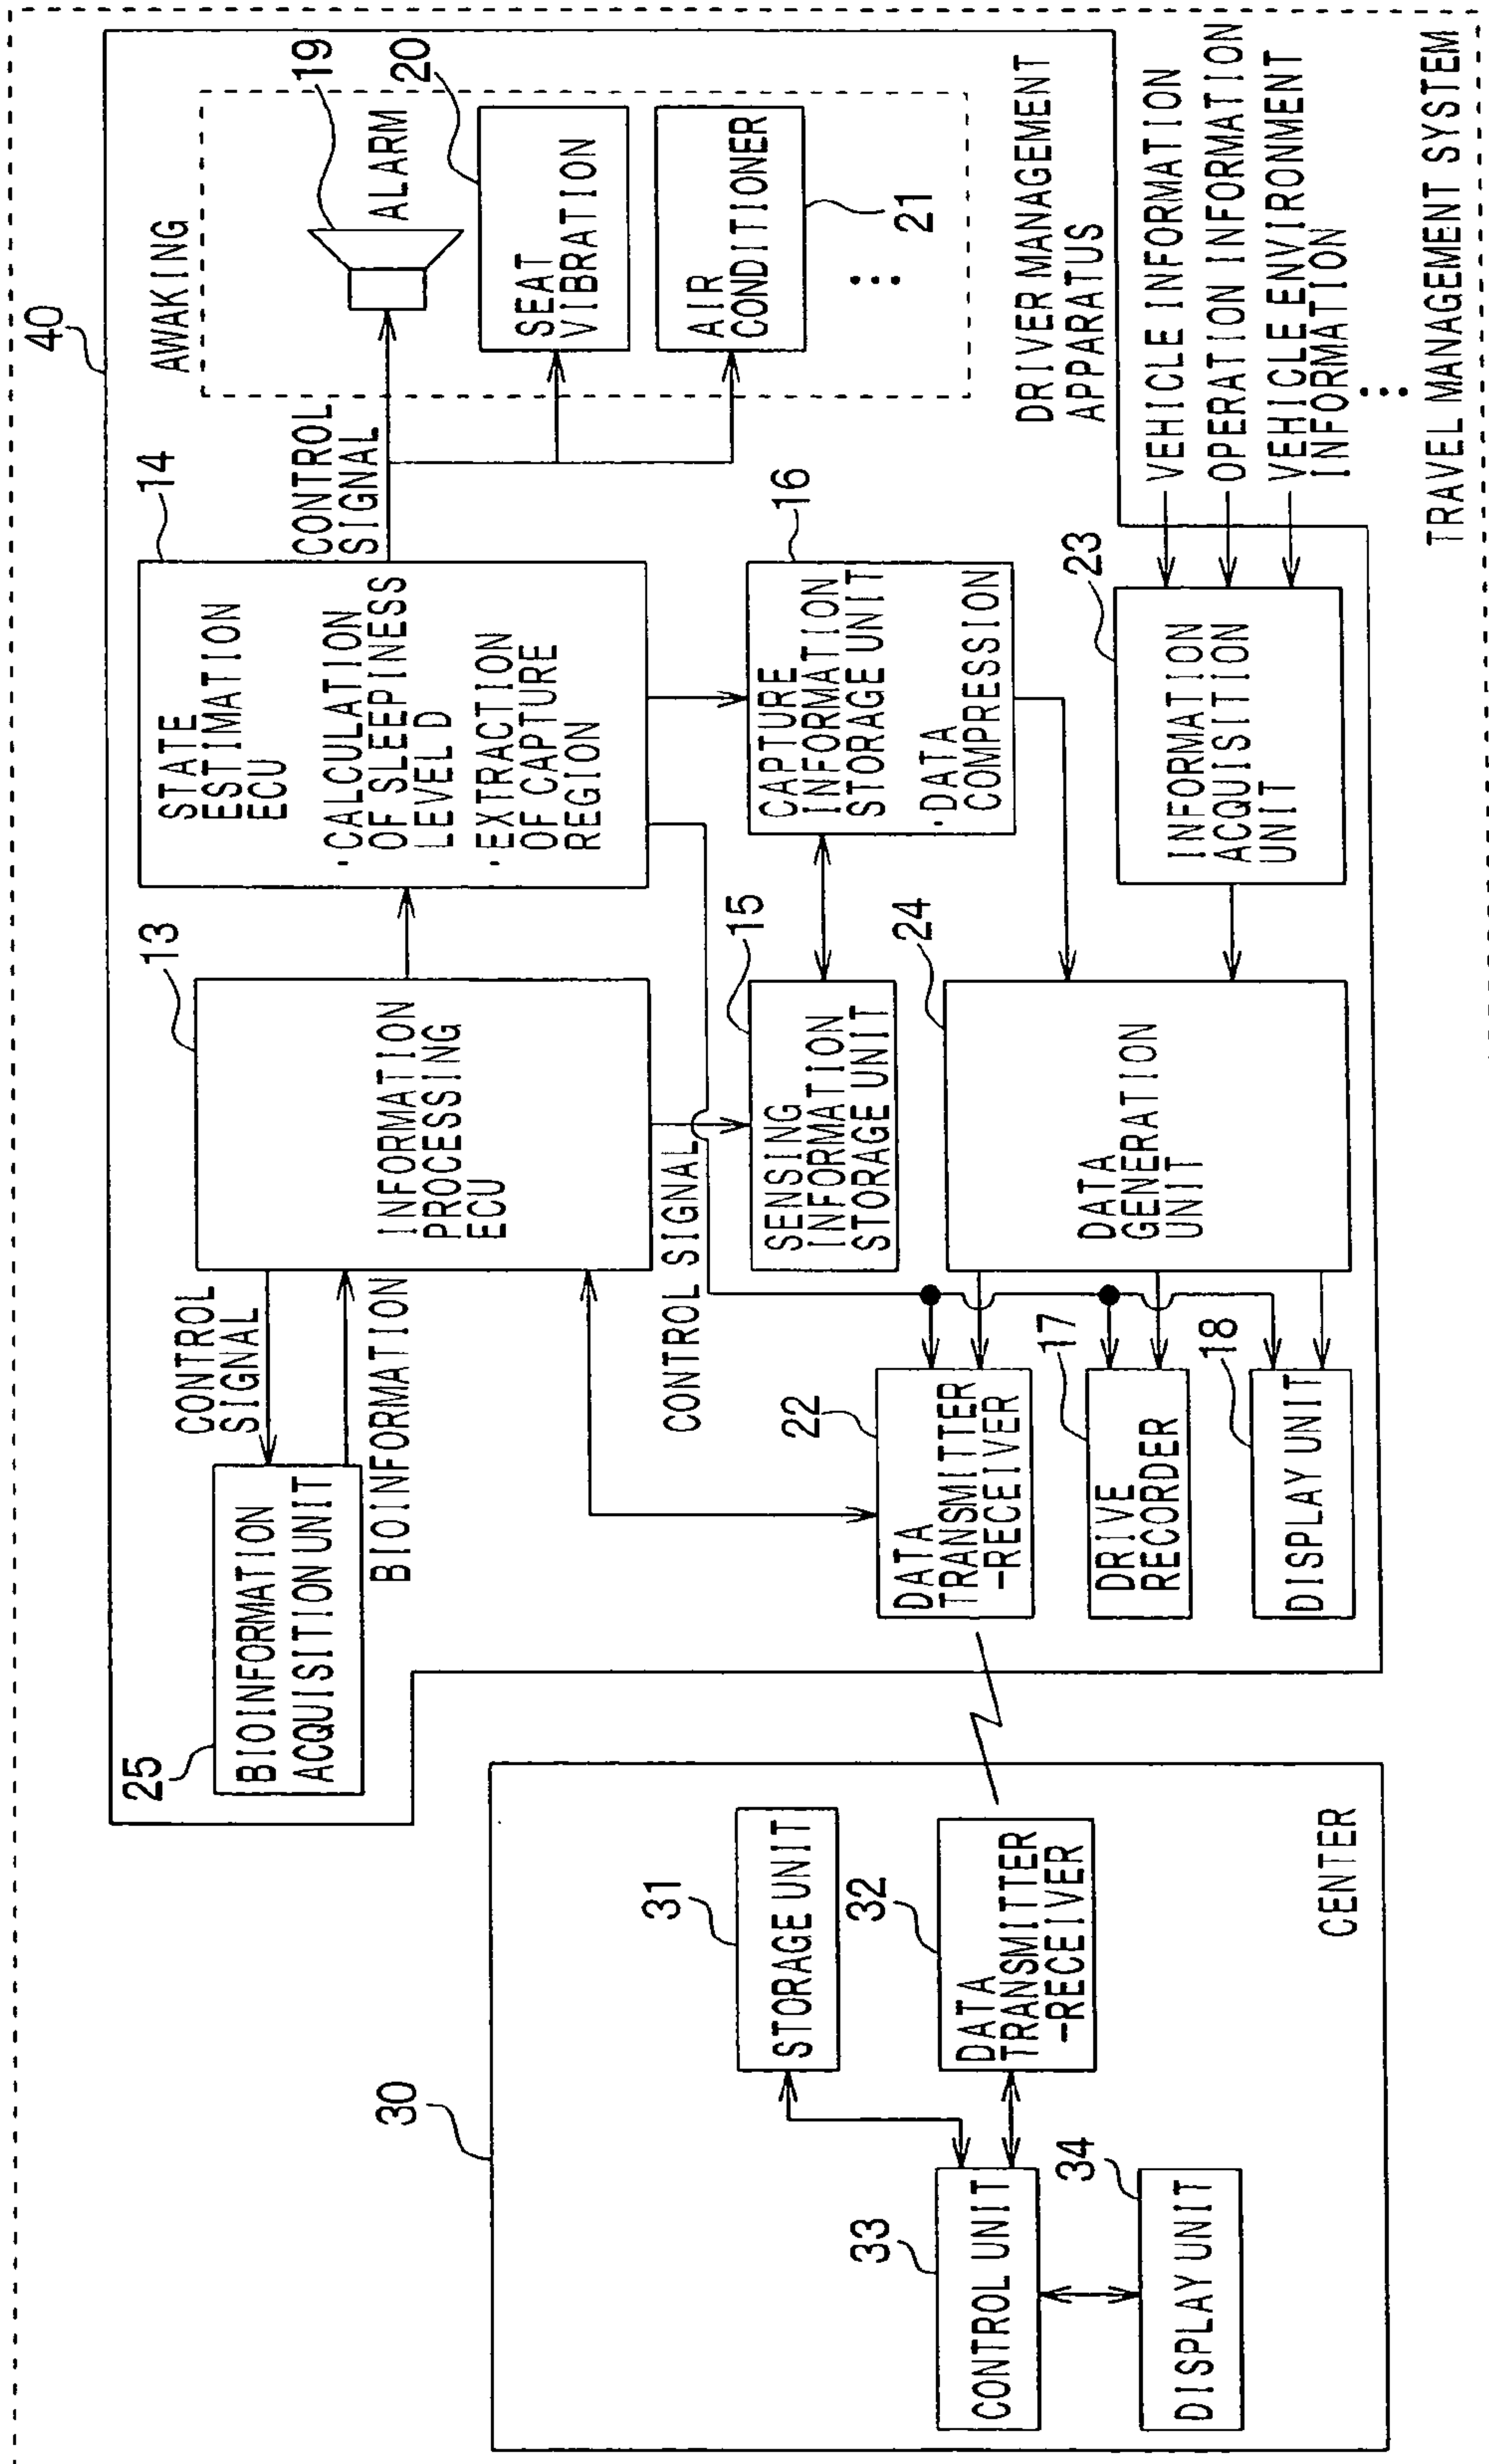 40
AWAKING
19
ALARM
20
SEAT
VIBRATION
AIR
CONDITIONER
21
⋮
DRIVER MANAGEMENT
APPARATUS
CONTROL
SIGNAL
14
STATE
ESTIMATION
ECU
・CALCULATION
OF SLEEPINESS
LEVEL D
・EXTRACTION
OF CAPTURE
REGION
16
CAPTURE
INFORMATION
STORAGE UNIT
・DATA
COMPRESSION
VEHICLE INFORMATION
OPERATION INFORMATION
VEHICLE ENVIRONMENT
INFORMATION
⋮
23
INFORMATION
ACQUISITION
UNIT
TRAVEL MANAGEMENT SYSTEM
13
INFORMATION
PROCESSING
ECU
15
SENSING
INFORMATION
STORAGE UNIT
24
DATA
GENERATION
UNIT
CONTROL
SIGNAL
BIOINFORMATION
CONTROL SIGNAL
25
BIOINFORMATION
ACQUISITION UNIT
22
DATA
TRANSMITTER
-RECEIVER
17
DRIVE
RECORDER
18
DISPLAY UNIT
30
31
STORAGE UNIT
32
DATA
TRANSMITTER
-RECEIVER
33
CONTROL UNIT
34
DISPLAY UNIT
CENTER